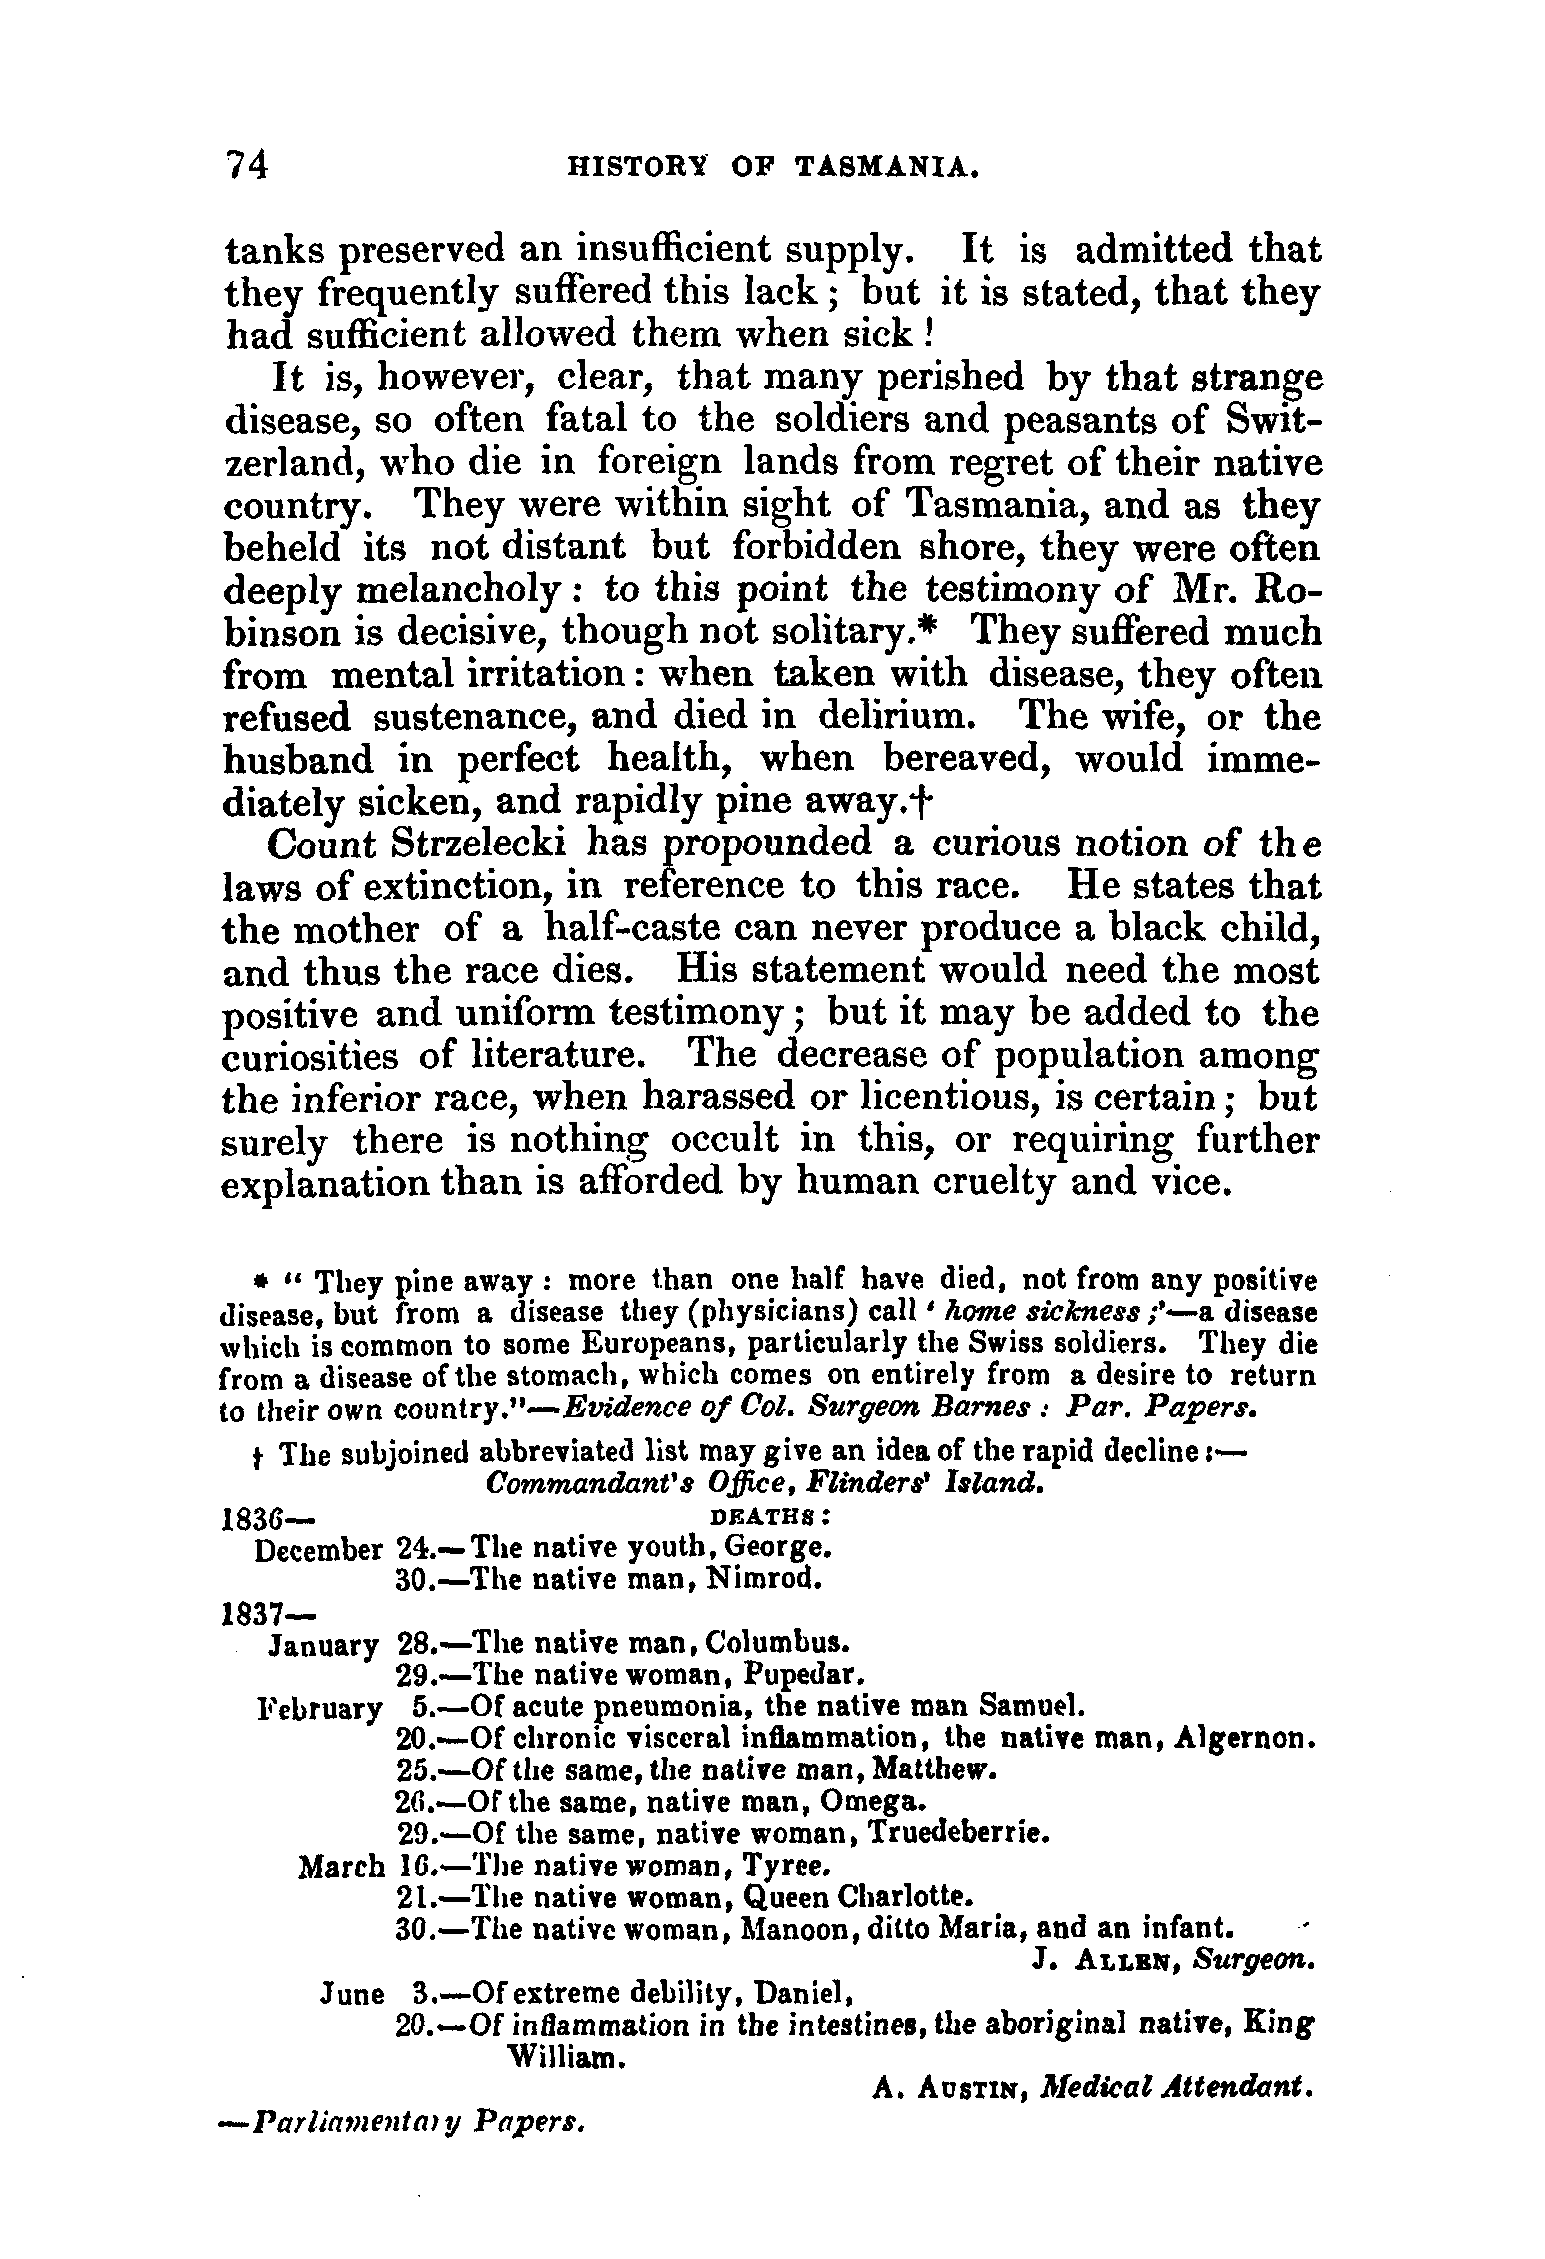 74 HISTORY OF TASMANIA.
tanks preserved an insufficient supply. It is admitted that
they frequently suffered this lack; but it is stated, that they
had sufficient allowed them when sick!
It is, however, clear, that many perished by that strange
disease, so often fatal to the soldiers and peasants of Swit-
zerland, who die in foreign lands from regret of their native
country. They were within sight of Tasmania, and as they
beheld its not distant but forbidden shore, they were often
deeply melancholy: to this point the testimony of Mr. Ro-
binson is decisive, though not solitary.* They suffered much
from mental irritation: when taken with disease, they often
refused sustenance, and died in delirium. The wife, or the
husband in perfect health, when bereaved, would imme-
diately sicken, and rapidly pine away.†
Count Strzelecki has propounded a curious notion of the
laws of extinction, in reference to this race. He states that
the mother of a half-caste can never produce a black child,
and thus the race dies. His statement would need the most
positive and uniform testimony; but it may be added to the
curiosities of literature. The decrease of population among
the inferior race, when harassed or licentious, is certain; but
surely there is nothing occult in this, or requiring further
explanation than is afforded by human cruelty and vice.
* " They pine away: more than one half have died, not from any positive
disease, but from a disease they (physicians) call ' home sickness;'—a disease
which is common to some Europeans, particularly the Swiss soldiers. They die
from a disease of the stomach, which comes on entirely from a desire to return
to their own country."—Evidence of Col. Surgeon Barnes: Par. Papers.
† The subjoined abbreviated list may give an idea of the rapid decline:—
Commandant's Office, Flinders' Island.
1836— DEATHS:
December 24.—The native youth, George.
30.—The native man, Nimrod.
1837—
January 28.—The native man, Columbus.
29.—The native woman, Pupedar.
February 5.—Of acute pneumonia, the native man Samuel.
20.—Of chronic visceral inflammation, the native man, Algernon.
25.—Of the same, the native man, Matthew.
26.—Of the same, native man, Omega.
29.—Of the same, native woman, Truedeberrie.
March 16.—The native woman, Tyree.
21.—The native woman, Queen Charlotte.
30.—The native woman, Manoon, ditto Maria, and an infant.
J. ALLEN, Surgeon.
June 3.—Of extreme debility, Daniel,
20.—Of inflammation in the intestines, the aboriginal native, King
William.
A. AUSTIN, Medical Attendant.
—Parliamentary Papers.